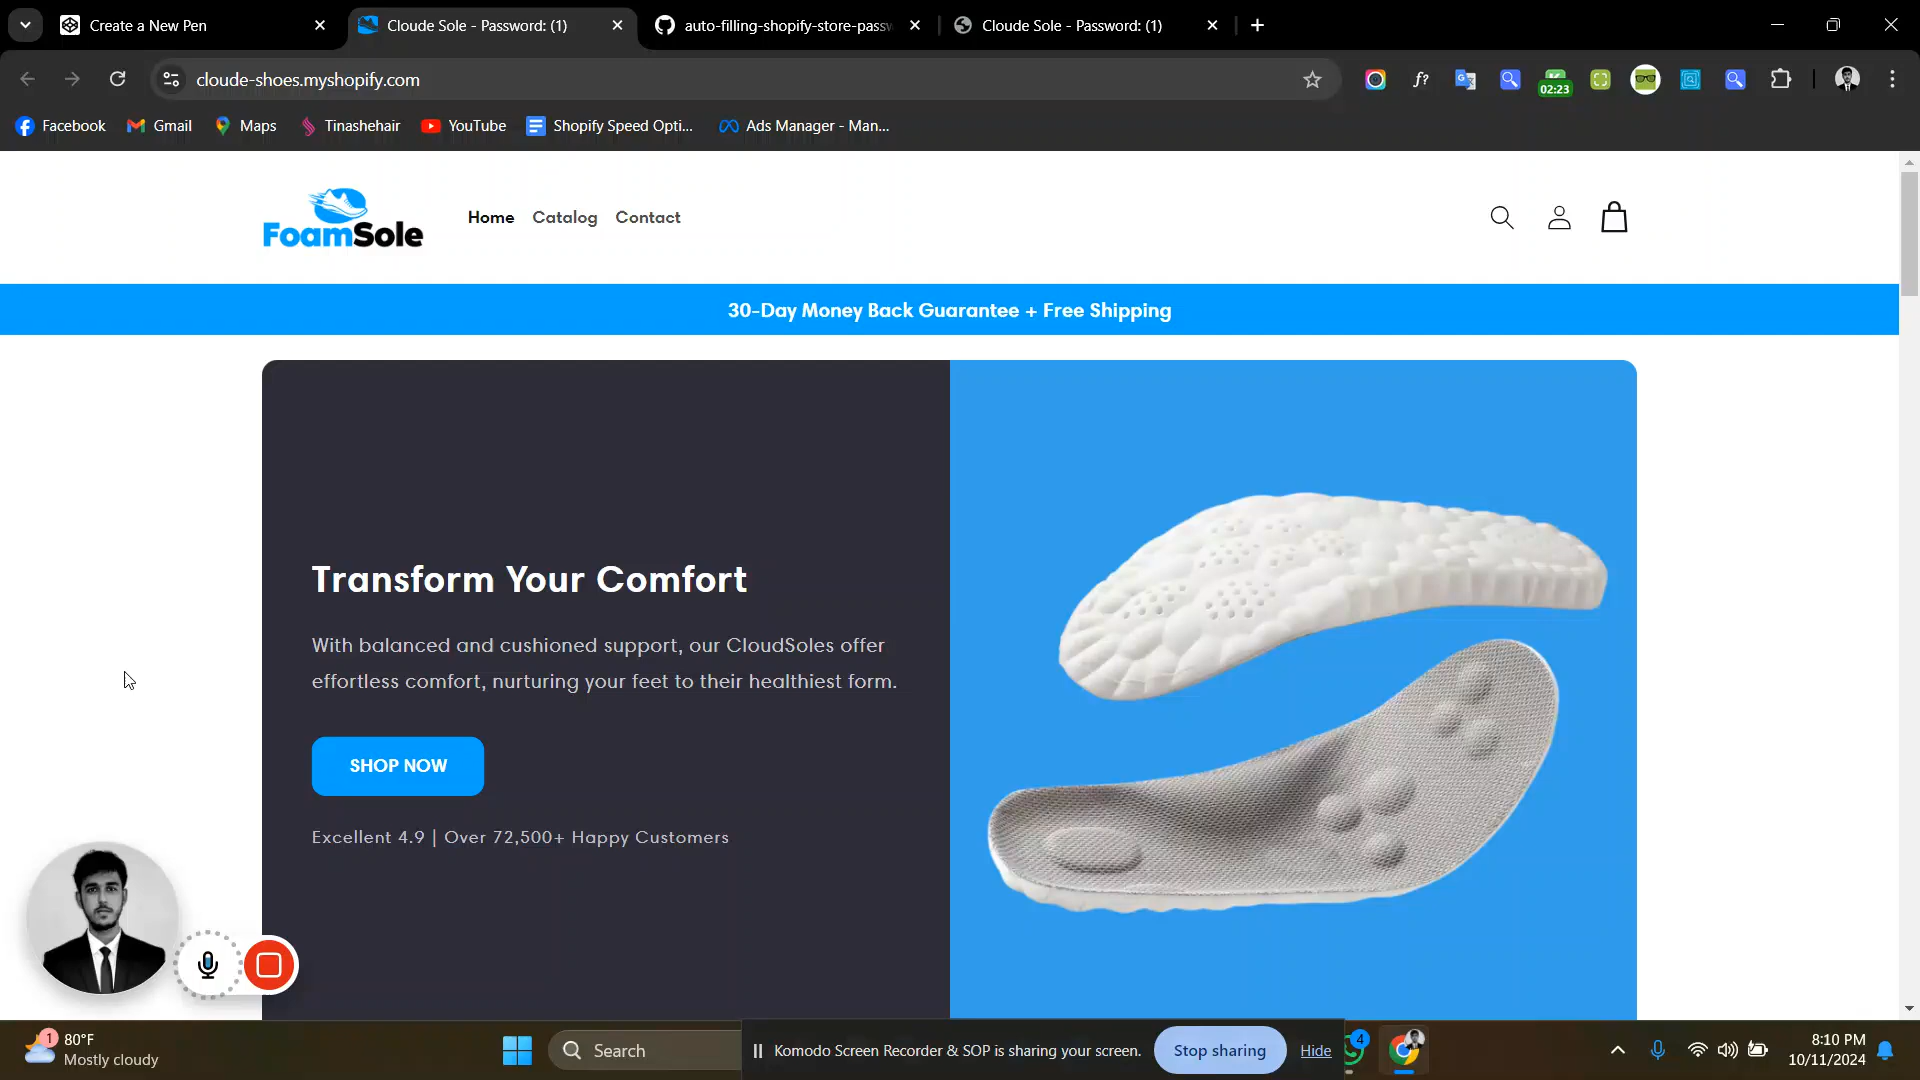 Create a New Pen
Cloude Sole - Password: (1)
auto-filling-shopify-store-passw
Cloude Sole - Password: (1)
cloude-shoes.myshopify.com
f?
02:23
Facebook
Gmail
Maps
Tinashehair
YouTube
Shopify Speed Opti...
Ads Manager - Man...
FoamSole
Home
Catalog
Contact
30-Day Money Back Guarantee + Free Shipping
Transform Your Comfort
With balanced and cushioned support, our CloudSoles offer
effortless comfort, nurturing your feet to their healthiest form.
SHOP NOW
Excellent 4.9 | Over 72,500+ Happy Customers
1
80°F
Mostly cloudy
Search
Komodo Screen Recorder & SOP is sharing your screen.
Stop sharing
Hide
4
8:10 PM
10/11/2024